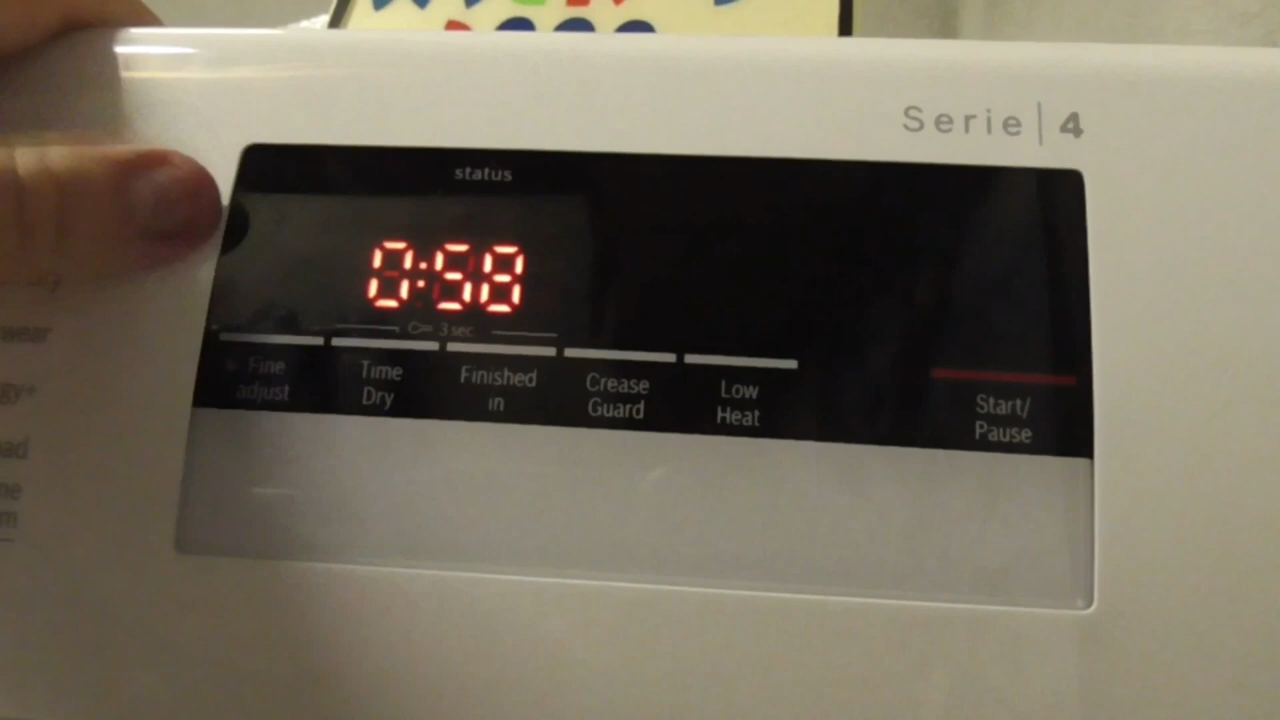 Serie | 4
status
0:58
3 sec.
Fine
adjust
Time
Dry
Finished
in
Crease
Guard
Low
Heat
Start/
Pause